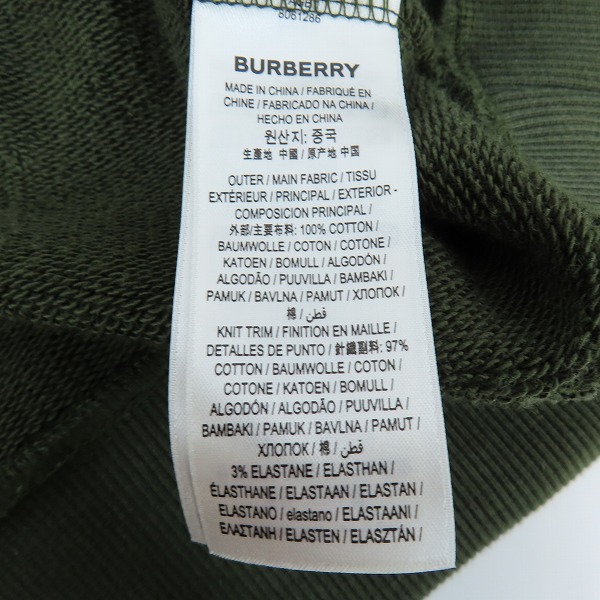 8061286
BURBERRY
MADE IN CHINA / FABRIQUÉ EN
CHINE / FABRICADO NA CHINA /
HECHO EN CHINA
원산지: 중국
生產地 中國 / 原产地 中国
OUTER / MAIN FABRIC / TISSU
EXTÉRIEUR / PRINCIPAL / EXTERIOR -
COMPOSICIÓN PRINCIPAL /
外部/主要布料: 100% COTTON /
BAUMWOLLE / COTON / COTONE /
KATOEN / BOMULL / ALGODÓN /
ALGODÃO / PUUVILLA / BAMBAKI /
PAMUK / BAVLNA / PAMUT / ХЛОПОК /
棉 / قطن /
KNIT TRIM / FINITION EN MAILLE /
DETALLES DE PUNTO / 針織副料: 97%
COTTON / BAUMWOLLE / COTON /
COTONE / KATOEN / BOMULL /
ALGODÓN / ALGODÃO / PUUVILLA /
BAMBAKI / PAMUK / BAVLNA / PAMUT /
ХЛОПОК / 棉 / قطن /
3% ELASTANE / ELASTHAN /
ÉLASTHANE / ELASTAAN / ELASTAN /
ELASTANO / elastano / ELASTAANI /
ΕΛΑΣΤΑΝΗ / ELASTEN / ELASZTÁN /